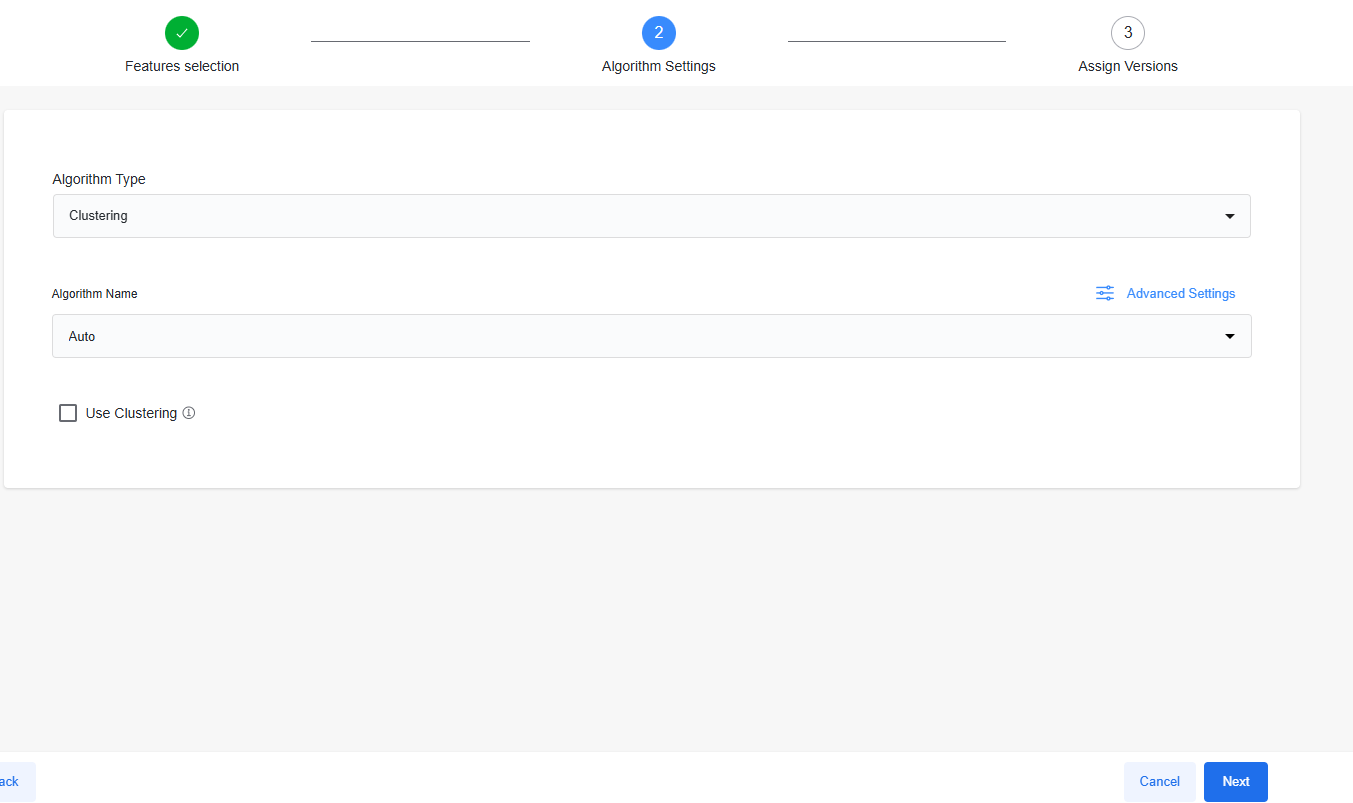 2 3
Features selection Algorithm Settings Assign Versions
Algorithm Type
Clustering
Algorithm Name Advanced Settings
Auto
Use Clustering
ack Cancel Next